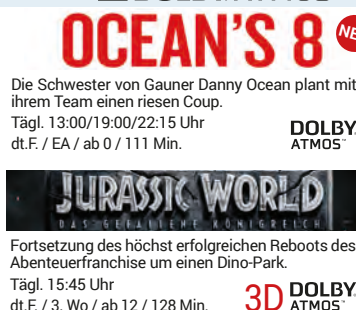 OCEAN'S 8
Die Schwester von Gauner Danny Ocean plant mit
ihrem Team einen riesen Coup.
Tägl. 13:00/19:00/22:15 Uhr
DOLBY
ATMOS™
dt.F. / EA / ab 0 / 111 Min.
JURASSIC WORLD
DAS GEFALLENE KÖNIGREICH
Fortsetzung des höchst erfolgreichen Reboots des
Abenteuerfranchise um einen Dino-Park.
Tägl. 15:45 Uhr
3D DOLBY
ATMOS™
dt.F. / 3. Wo / ab 12 / 128 Min.